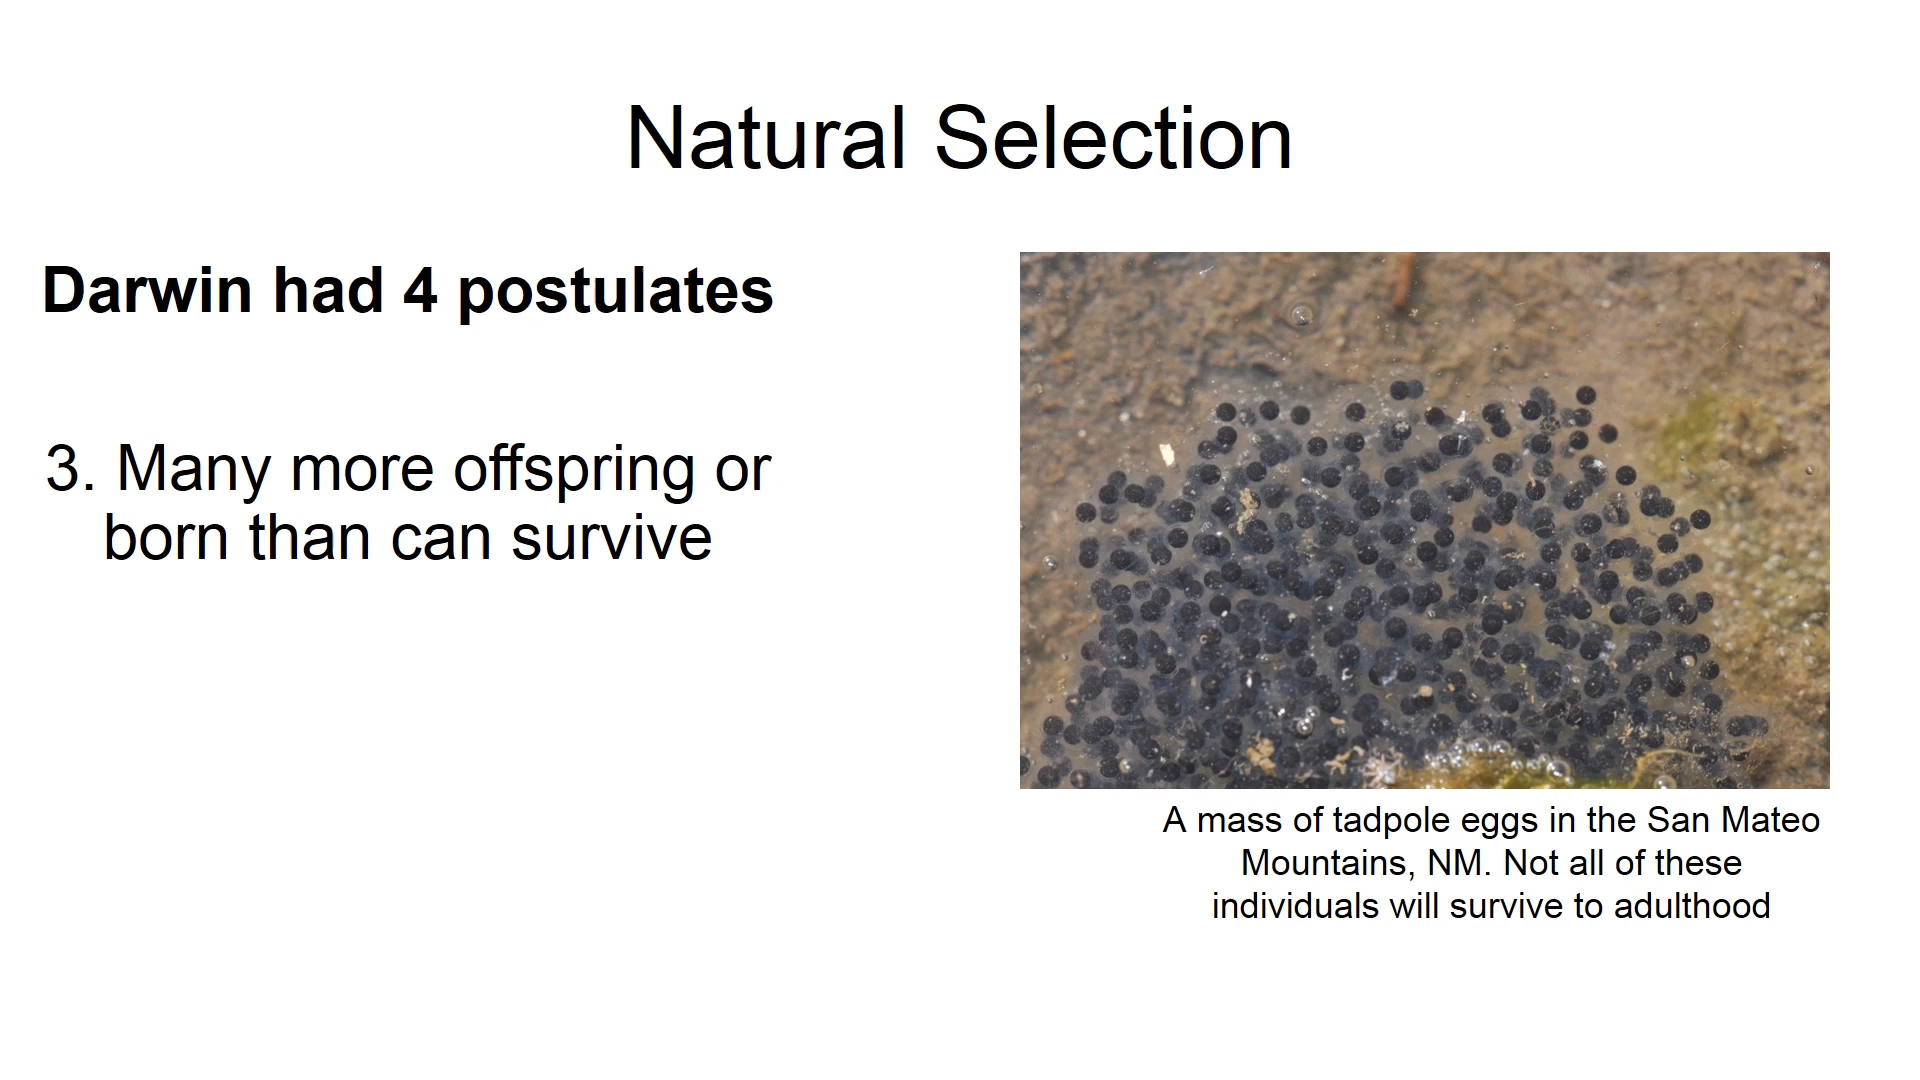 Natural Selection
Darwin had 4 postulates
3. Many more offspring or
born than can survive
A mass of tadpole eggs in the San Mateo
Mountains, NM. Not all of these
individuals will survive to adulthood